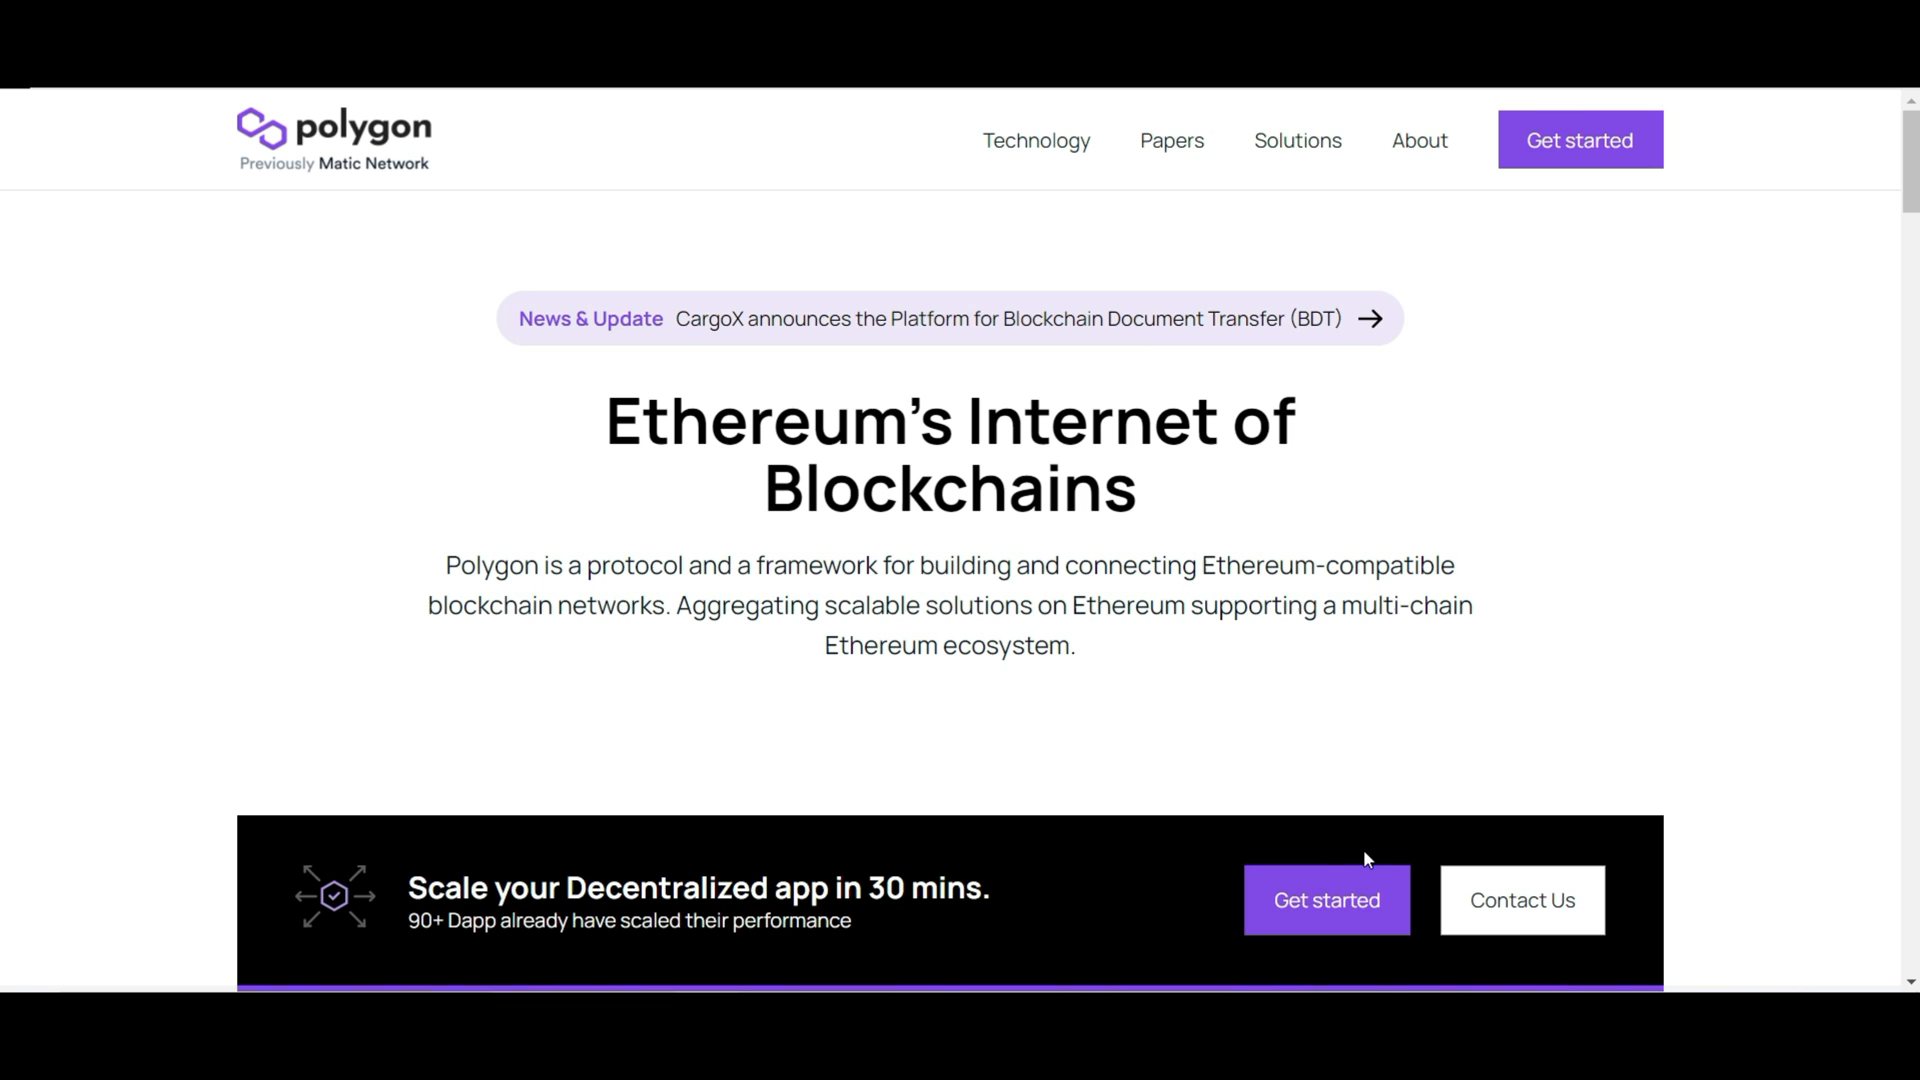 polygon
Previously Matic Network
Technology
Papers
Solutions
About
Get started
News & Update CargoX announces the Platform for Blockchain Document Transfer (BDT)
Ethereum's Internet of
Blockchains
Polygon is a protocol and a framework for building and connecting Ethereum-compatible
blockchain networks. Aggregating scalable solutions on Ethereum supporting a multi-chain
Ethereum ecosystem.
Scale your Decentralized app in 30 mins.
90+ Dapp already have scaled their performance
Get started
Contact Us